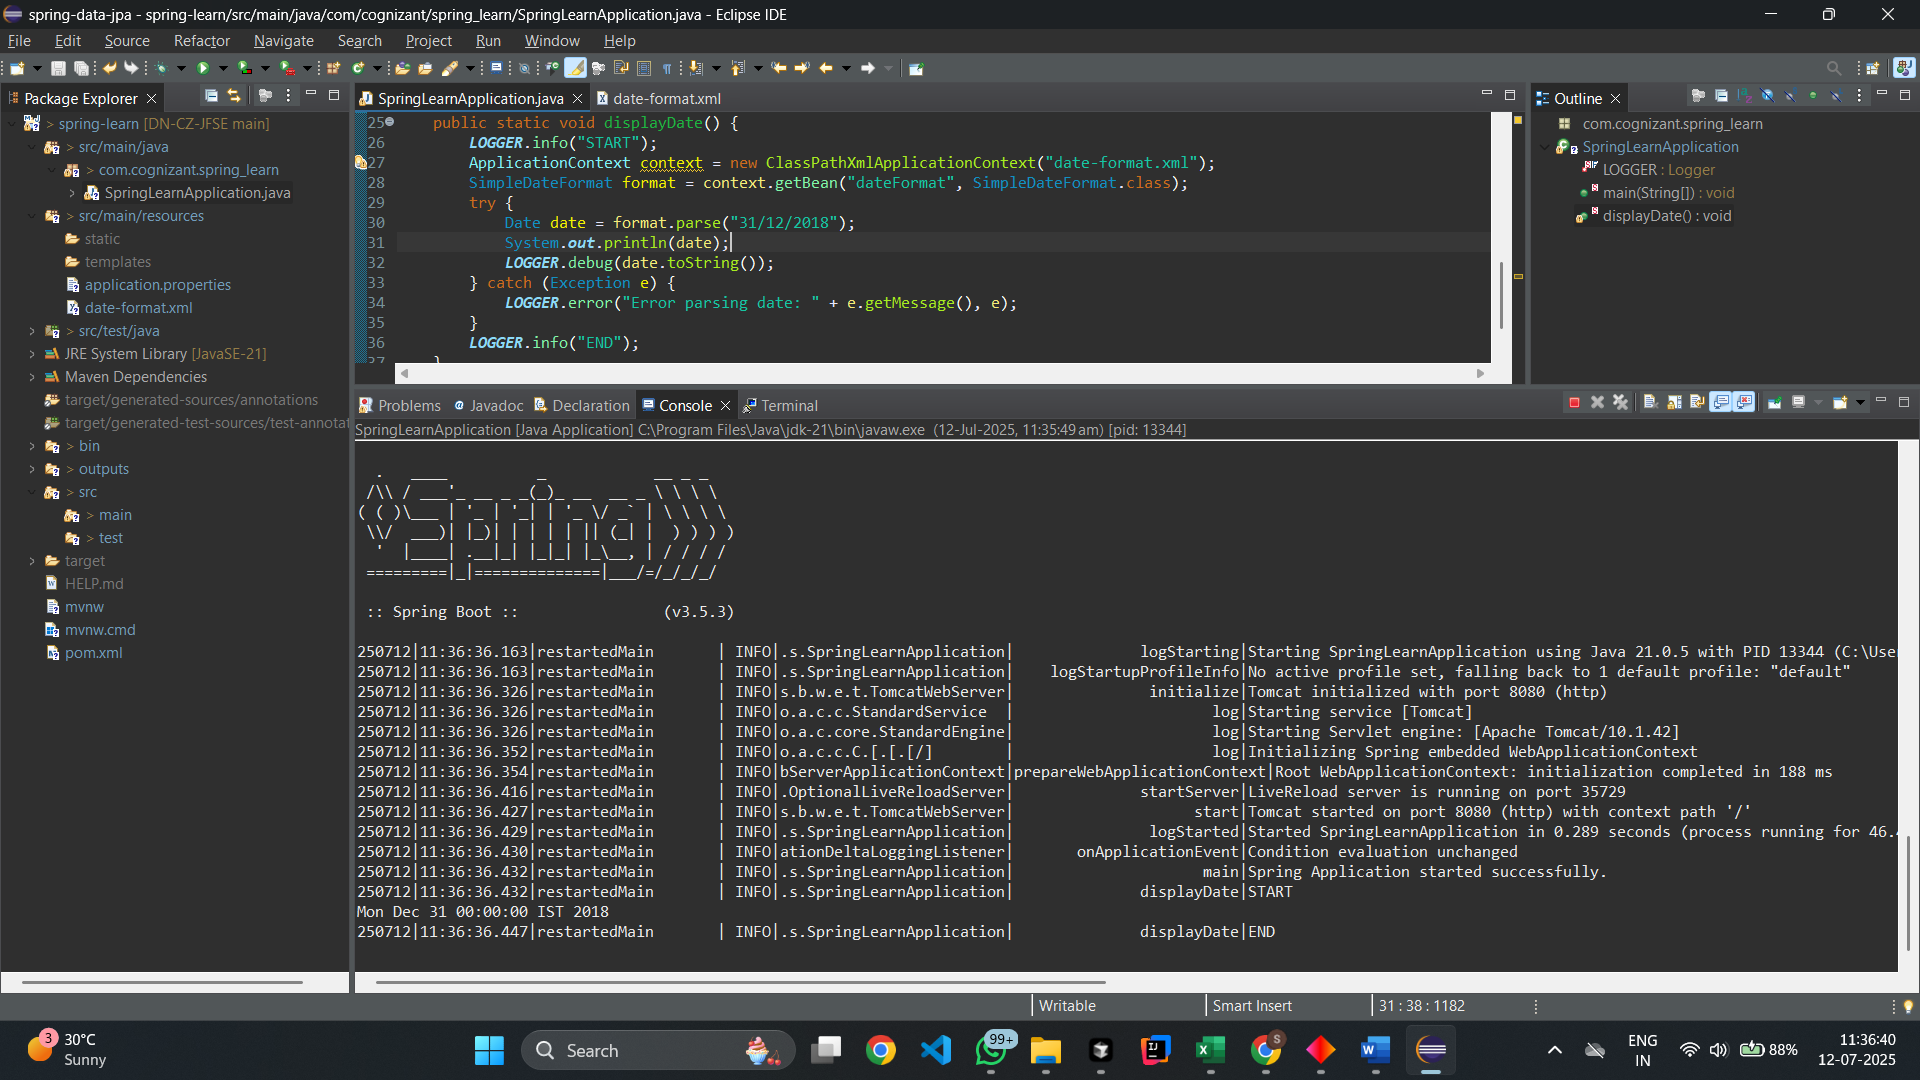 spring-data-jpa - spring-learn/src/main/java/com/cognizant/spring_learn/SpringLearnApplication.java - Eclipse IDE
File Edit Source Refactor Navigate Search Project Run Window Help
Package Explorer
> spring-learn [DN-CZ-JFSE main]
> src/main/java
> com.cognizant.spring_learn
> SpringLearnApplication.java
> src/main/resources
static
templates
application.properties
date-format.xml
> src/test/java
JRE System Library [JavaSE-21]
Maven Dependencies
target/generated-sources/annotations
target/generated-test-sources/test-annotat
> bin
> outputs
> src
> main
> test
target
HELP.md
mvnw
mvnw.cmd
pom.xml
SpringLearnApplication.java date-format.xml
25 public static void displayDate() {
26 LOGGER.info("START");
27 ApplicationContext context = new ClassPathXmlApplicationContext("date-format.xml");
28 SimpleDateFormat format = context.getBean("dateFormat", SimpleDateFormat.class);
29 try {
30 Date date = format.parse("31/12/2018");
31 System.out.println(date);
32 LOGGER.debug(date.toString());
33 } catch (Exception e) {
34 LOGGER.error("Error parsing date: " + e.getMessage(), e);
35 }
36 LOGGER.info("END");
37 }
Outline
com.cognizant.spring_learn
SpringLearnApplication
LOGGER : Logger
main(String[]) : void
displayDate() : void
Problems Javadoc Declaration Console Terminal
SpringLearnApplication [Java Application] C:\Program Files\Java\jdk-21\bin\javaw.exe (12-Jul-2025, 11:35:49 am) [pid: 13344]
Spring
:: Spring Boot :: (v3.5.3)
250712|11:36:36.163|restartedMain | INFO|.s.SpringLearnApplication| logStarting|Starting SpringLearnApplication using Java 21.0.5 with PID 13344 (C:\Use
250712|11:36:36.163|restartedMain | INFO|.s.SpringLearnApplication| logStartupProfileInfo|No active profile set, falling back to 1 default profile: "default"
250712|11:36:36.326|restartedMain | INFO|s.b.w.e.t.TomcatWebServer| initialize|Tomcat initialized with port 8080 (http)
250712|11:36:36.326|restartedMain | INFO|o.a.c.c.StandardService | log|Starting service [Tomcat]
250712|11:36:36.326|restartedMain | INFO|o.a.c.core.StandardEngine| log|Starting Servlet engine: [Apache Tomcat/10.1.42]
250712|11:36:36.352|restartedMain | INFO|o.a.c.c.C.[.[.[/] | log|Initializing Spring embedded WebApplicationContext
250712|11:36:36.354|restartedMain | INFO|bServerApplicationContext|prepareWebApplicationContext|Root WebApplicationContext: initialization completed in 188 ms
250712|11:36:36.416|restartedMain | INFO|.OptionalLiveReloadServer| startServer|LiveReload server is running on port 35729
250712|11:36:36.427|restartedMain | INFO|s.b.w.e.t.TomcatWebServer| start|Tomcat started on port 8080 (http) with context path '/'
250712|11:36:36.429|restartedMain | INFO|.s.SpringLearnApplication| logStarted|Started SpringLearnApplication in 0.289 seconds (process running for 46.
250712|11:36:36.430|restartedMain | INFO|ationDeltaLoggingListener| onApplicationEvent|Condition evaluation unchanged
250712|11:36:36.432|restartedMain | INFO|.s.SpringLearnApplication| main|Spring Application started successfully.
250712|11:36:36.432|restartedMain | INFO|.s.SpringLearnApplication| displayDate|START
Mon Dec 31 00:00:00 IST 2018
250712|11:36:36.447|restartedMain | INFO|.s.SpringLearnApplication| displayDate|END
Writable Smart Insert 31 : 38 : 1182
3 30°C
Sunny
Search
99+
S
ENG
IN
88%
11:36:40
12-07-2025